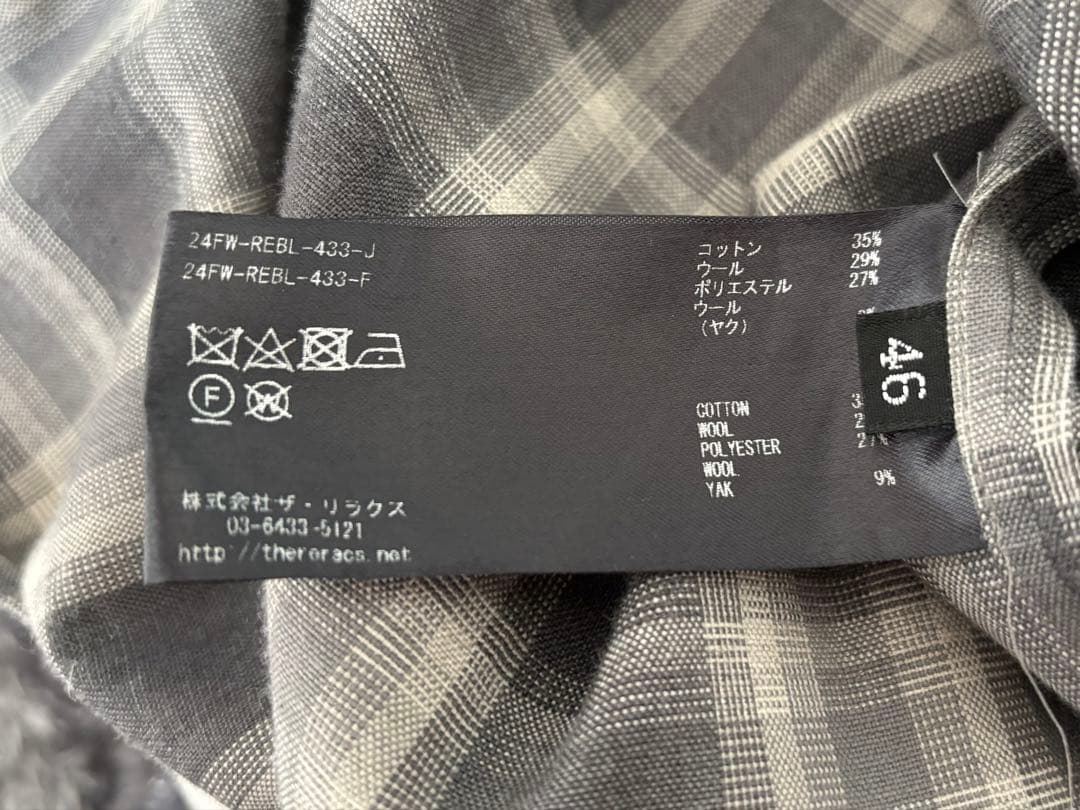 24FW-REBL-433-J
24FW-REBL-433-F
F
W
株式会社ザ・リラクス
03-6433-5121
http://thereracs.net
コットン 35%
ウール 29%
ポリエステル 27%
ウール
(ヤク)
COTTON
WOOL
POLYESTER 27%
WOOL
YAK 9%
46